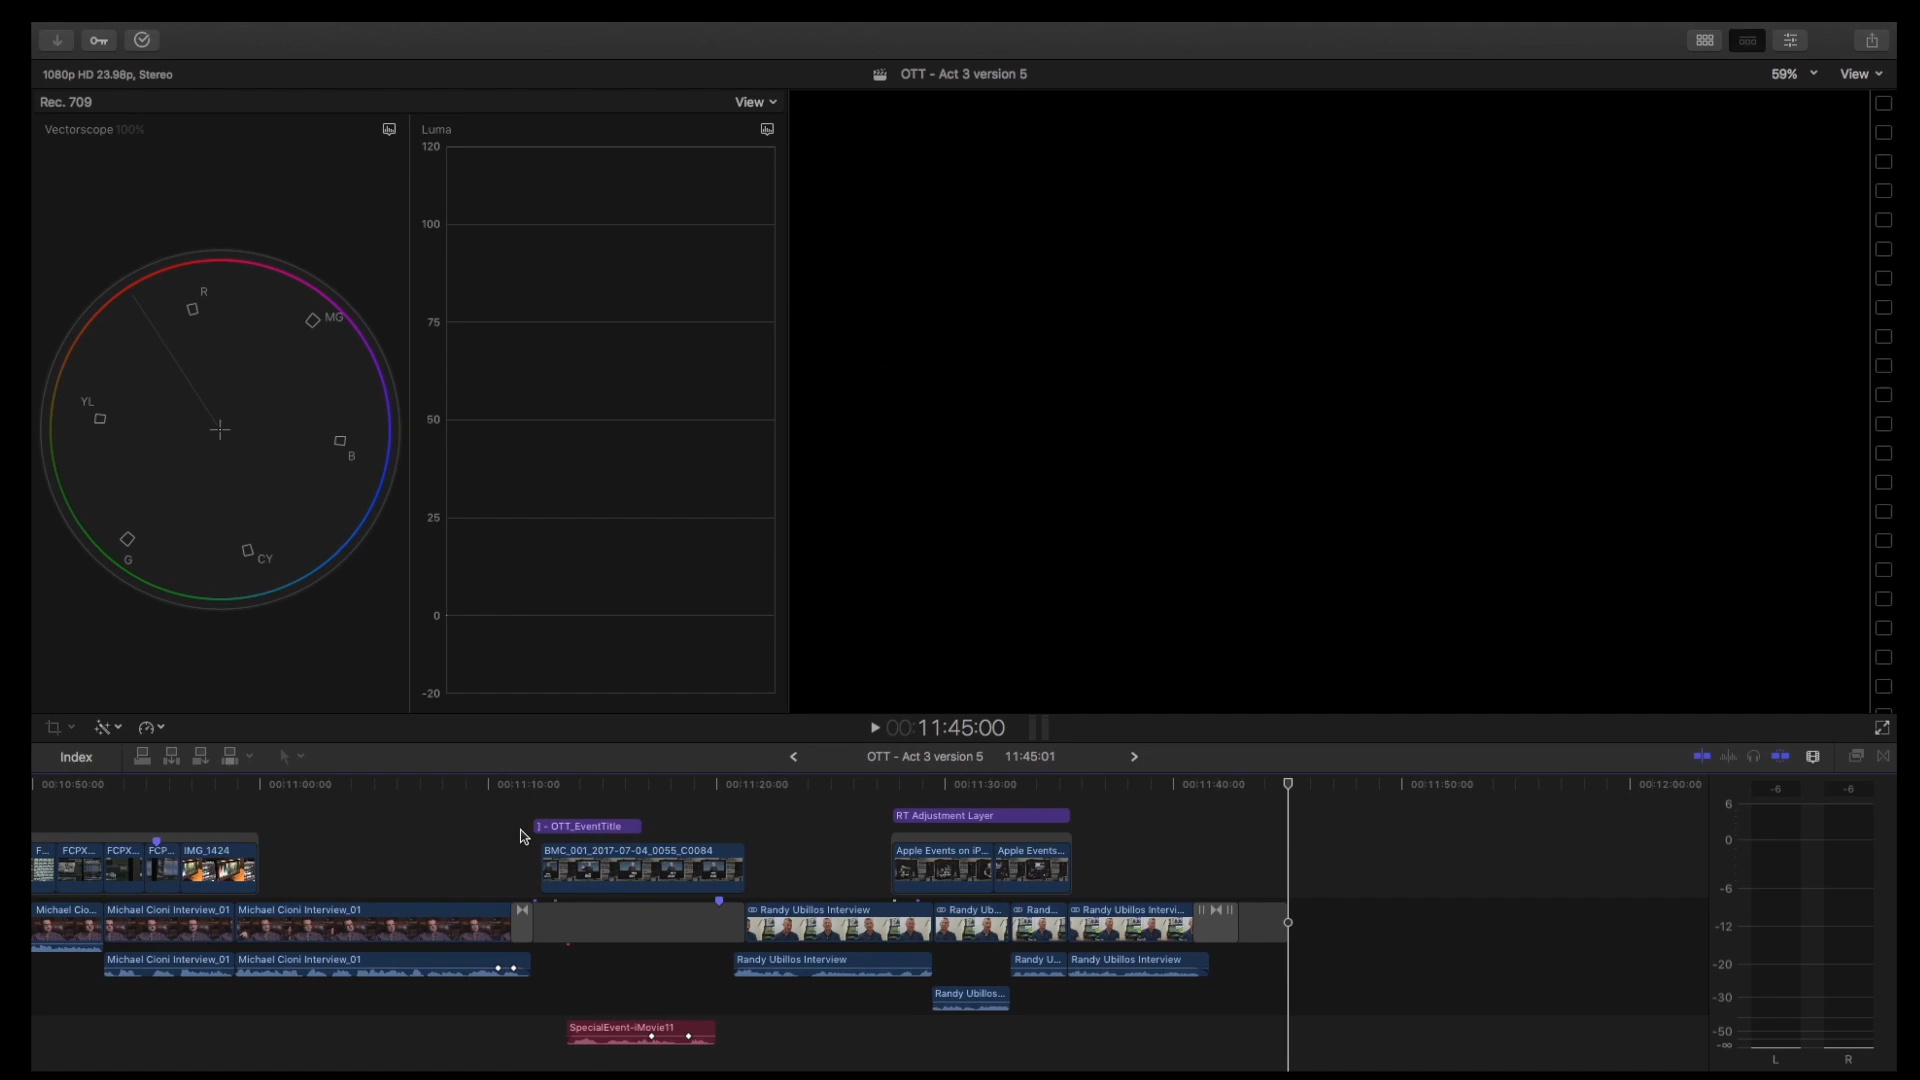 1080p HD 23.98p, Stereo
OTT - Act 3 version 5
59%
View
Rec. 709
View
Vectorscope 100%
Luma
120
100
75
50
25
0
-20
R
MG
YL
B
G
CY
00:11:45:00
Index
OTT - Act 3 version 5
11:45:01
00:10:50:00
00:11:00:00
00:11:10:00
00:11:20:00
00:11:30:00
00:11:40:00
00:11:50:00
00:12:00:00
-6
-6
6
0
-6
-12
-20
-30
-50
-∞
L
R
RT Adjustment Layer
] - OTT_EventTitle
F...
FCPX...
FCPX...
FCP...
IMG_1424
BMC_001_2017-07-04_0055_C0084
Apple Events on iP...
Apple Events...
Michael Cio...
Michael Cioni Interview_01
Michael Cioni Interview_01
Randy Ubillos Interview
Randy Ub...
Rand...
Randy Ubillos Intervi...
Michael Cioni Interview_01
Michael Cioni Interview_01
Randy Ubillos Interview
Randy U...
Randy Ubillos Interview
Randy Ubillos...
SpecialEvent-iMovie11